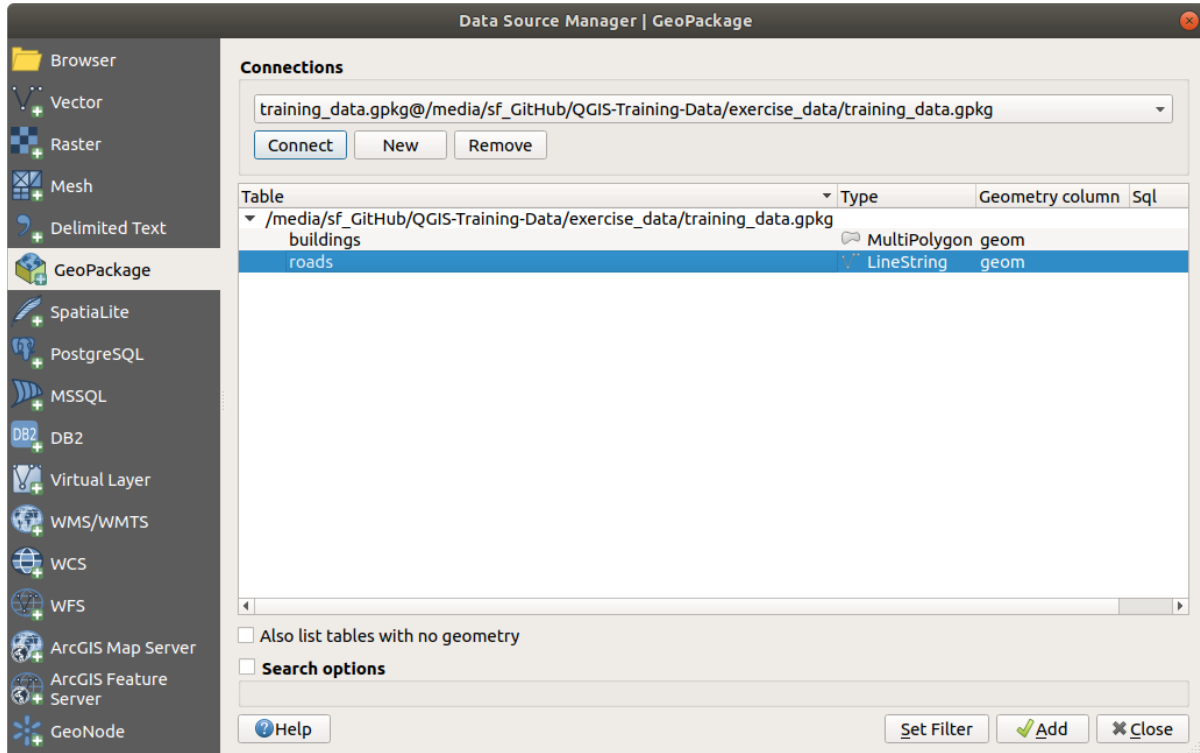 Data Source Manager | GeoPackage
Browser
Vector
Raster
Mesh
Delimited Text
GeoPackage
SpatiaLite
PostgreSQL
MSSQL
DB2
DB2
Virtual Layer
WMS/WMTS
WCS
WFS
ArcGIS Map Server
ArcGIS Feature
Server
GeoNode
Connections
training_data.gpkg@/media/sf_GitHub/QGIS-Training-Data/exercise_data/training_data.gpkg
Connect New Remove
Table Type Geometry column Sql
/media/sf_GitHub/QGIS-Training-Data/exercise_data/training_data.gpkg
buildings MultiPolygon geom
roads LineString geom
Also list tables with no geometry
Search options
Help Set Filter Add Close